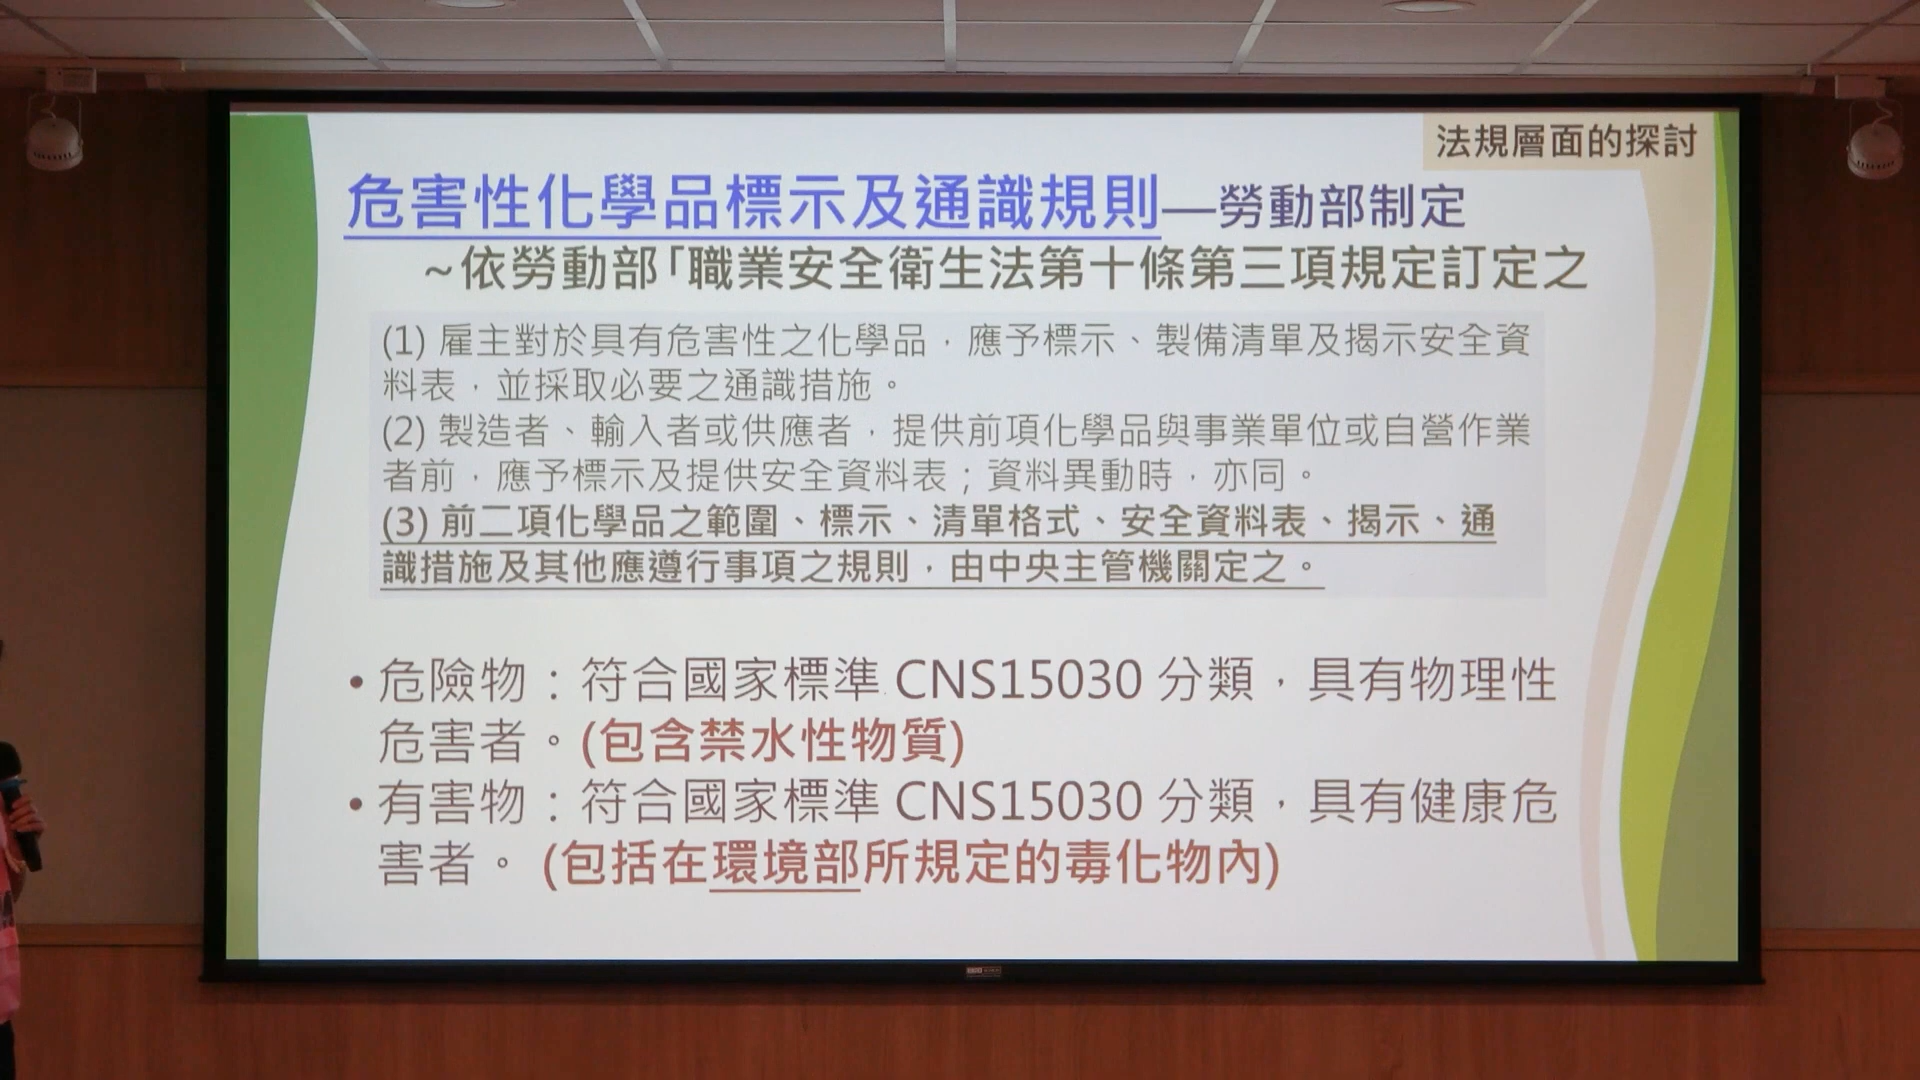 法規層面的探討
危害性化學品標示及通識規則—勞動部制定
~依勞動部「職業安全衛生法第十條第三項規定訂定之
(1) 雇主對於具有危害性之化學品，應予標示、製備清單及揭示安全資
料表，並採取必要之通識措施。
(2) 製造者、輸入者或供應者，提供前項化學品與事業單位或自營作業
者前，應予標示及提供安全資料表；資料異動時，亦同。
(3) 前二項化學品之範圍、標示、清單格式、安全資料表、揭示、通
識措施及其他應遵行事項之規則，由中央主管機關定之。
• 危險物：符合國家標準 CNS15030 分類，具有物理性
危害者。(包含禁水性物質)
• 有害物：符合國家標準 CNS15030 分類，具有健康危
害者。(包括在環境部所規定的毒化物內)